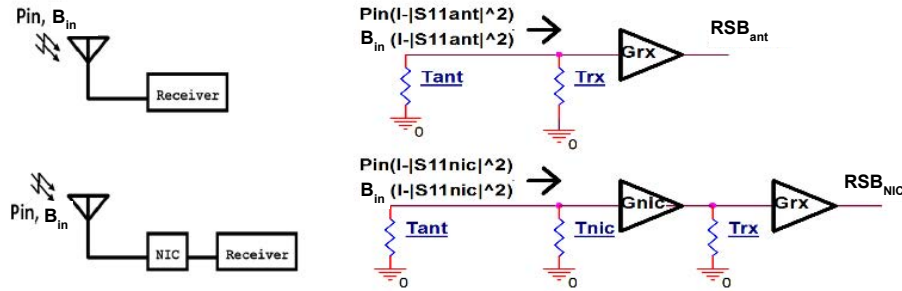 Pin, Bin
Receiver
Pin(I-|S11ant|^2)
Bin (I-|S11ant|^2)
Tant
Trx
Grx
RSBant
0
0
Pin, Bin
NIC
Receiver
Pin(I-|S11nic|^2)
Bin (I-|S11nic|^2)
Tant
Tnic
Gnic
Trx
Grx
RSBNIC
0
0
0